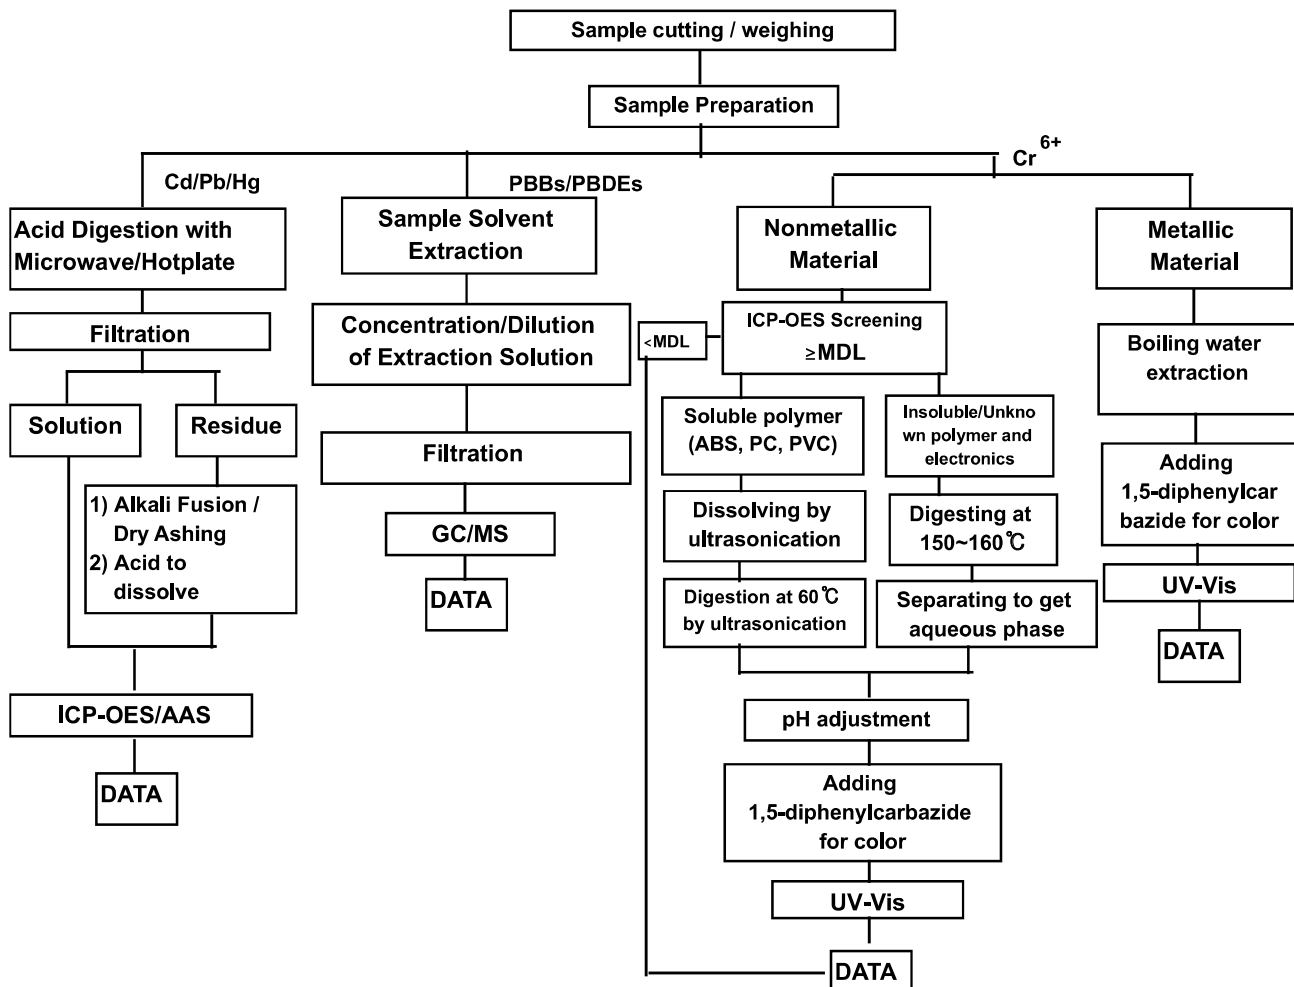 Sample cutting / weighing
Sample Preparation
Cr 6+
Cd/Pb/Hg
PBBs/PBDEs
Acid Digestion with
Microwave/Hotplate
Filtration
Solution
Residue
1) Alkali Fusion /
Dry Ashing
2) Acid to
dissolve
ICP-OES/AAS
DATA
Sample Solvent
Extraction
Concentration/Dilution
of Extraction Solution
Filtration
GC/MS
DATA
Nonmetallic
Material
ICP-OES Screening
≥MDL
<MDL
Soluble polymer
(ABS, PC, PVC)
Dissolving by
ultrasonication
Digestion at 60℃
by ultrasonication
Insoluble/Unkno
wn polymer and
electronics
Digesting at
150~160℃
Separating to get
aqueous phase
pH adjustment
Adding
1,5-diphenylcarbazide
for color
UV-Vis
DATA
Metallic
Material
Boiling water
extraction
Adding
1,5-diphenylcar
bazide for color
UV-Vis
DATA